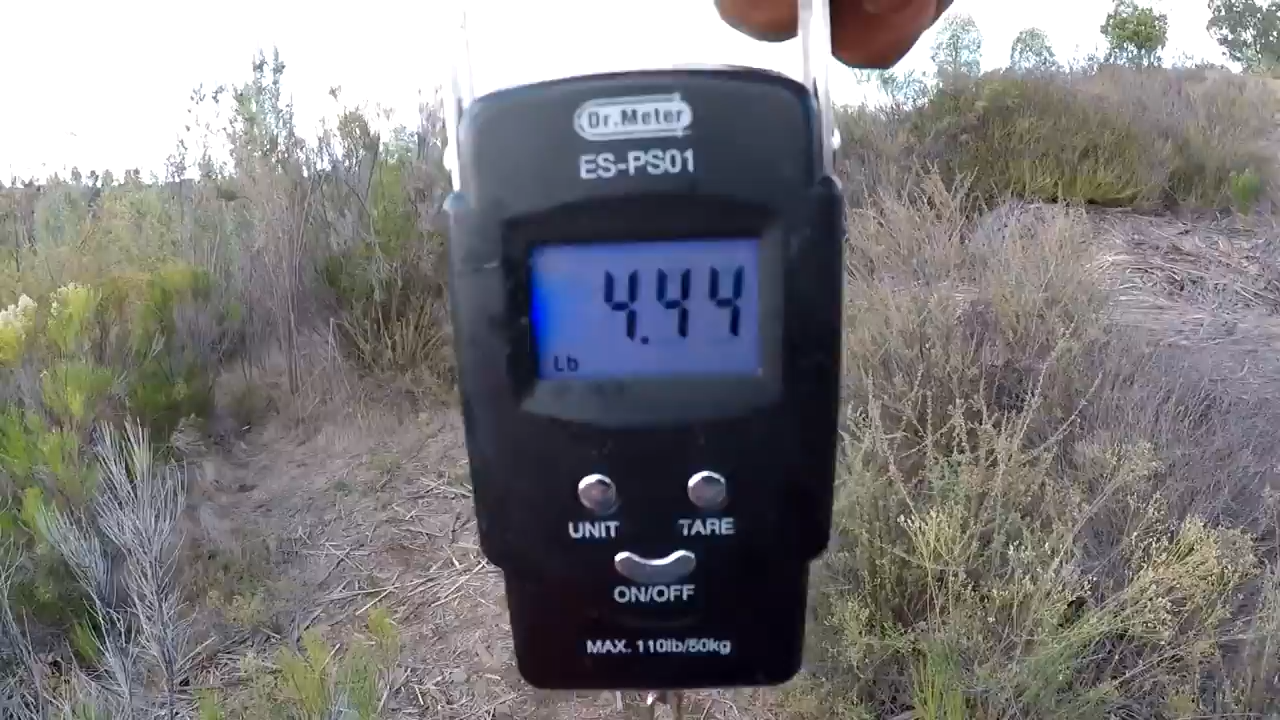 Dr.Meter
ES-PS01
4.44
Lb
UNIT TARE
ON/OFF
MAX. 110lb/50kg